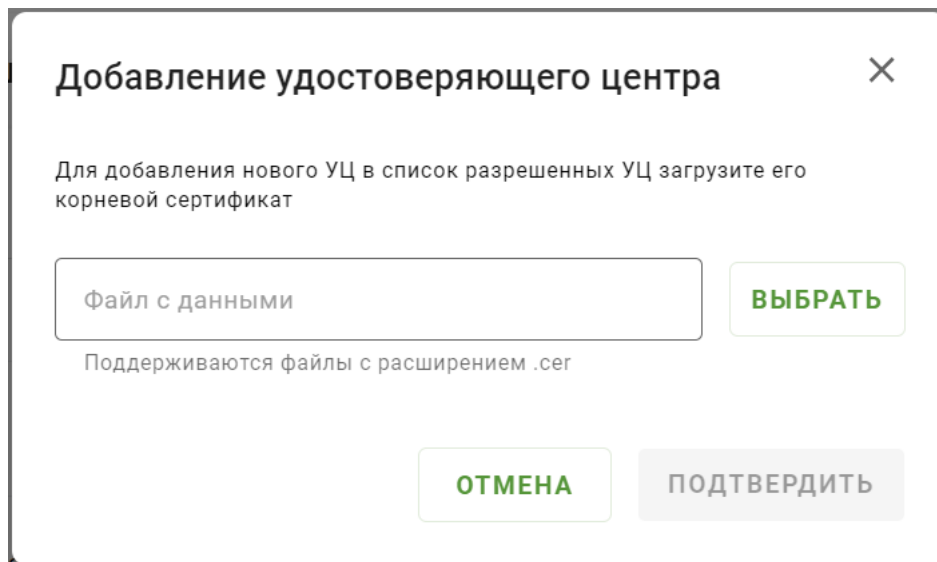 Добавление удостоверяющего центра
Для добавления нового УЦ в список разрешенных УЦ загрузите его
корневой сертификат
Файл с данными
ВЫБРАТЬ
Поддерживаются файлы с расширением .cer
ОТМЕНА
ПОДТВЕРДИТЬ